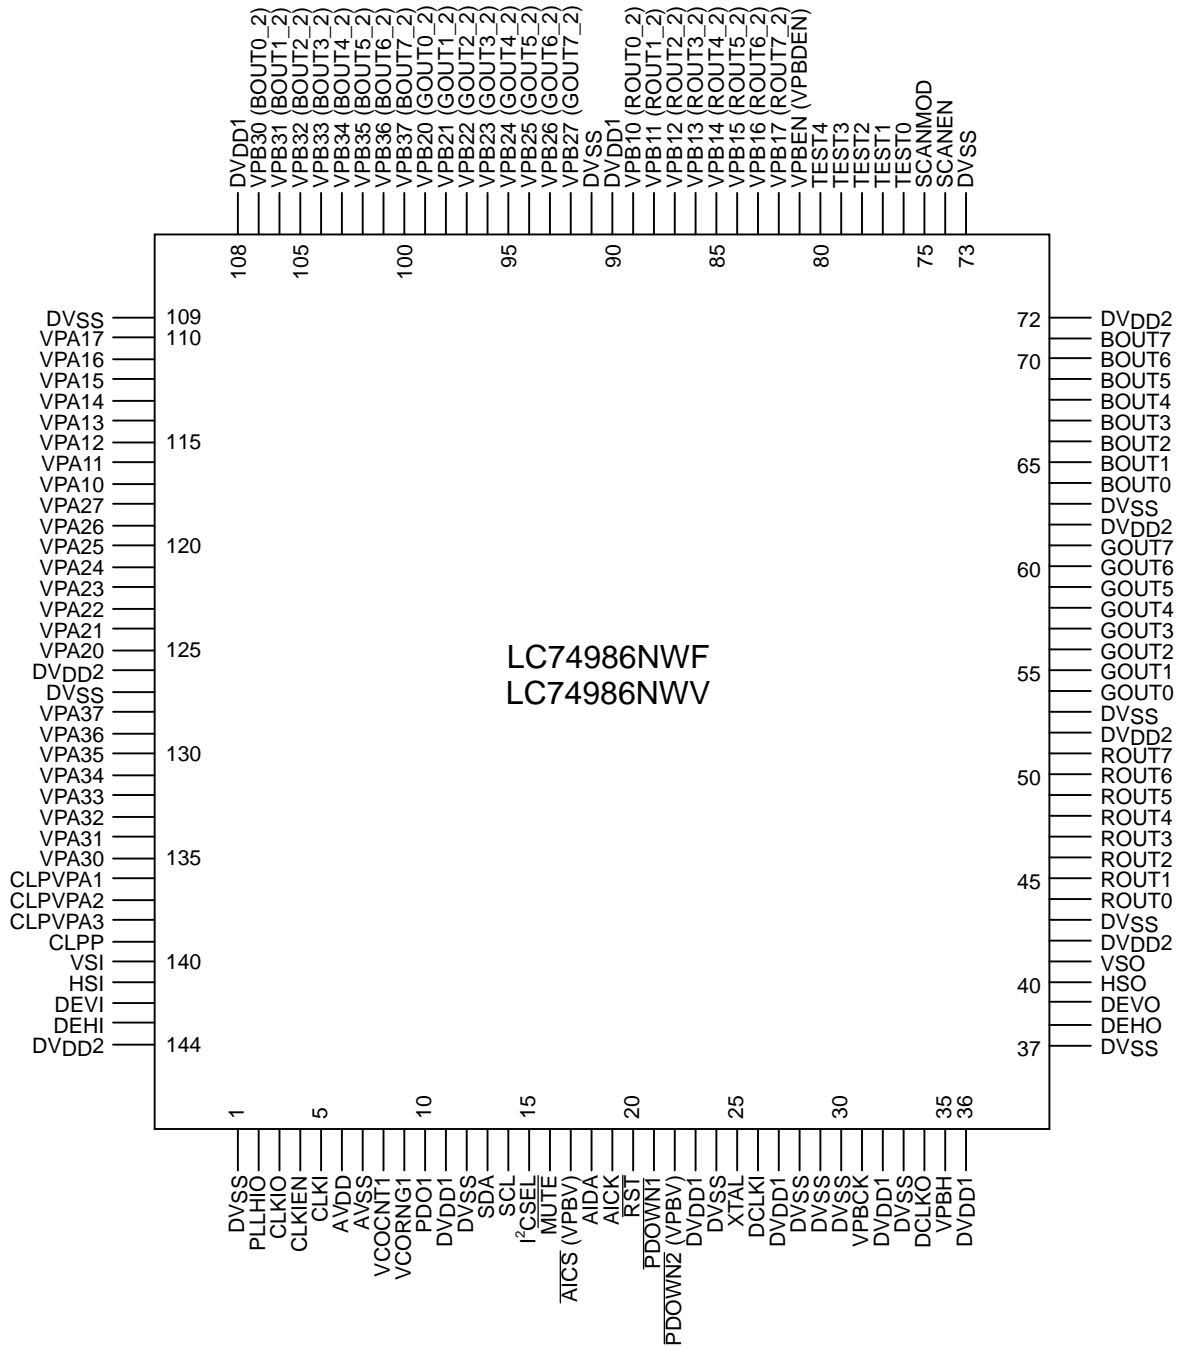 DVDD1
VPB30 (BOUT0_2)
VPB31 (BOUT1_2)
VPB32 (BOUT2_2)
VPB33 (BOUT3_2)
VPB34 (BOUT4_2)
VPB35 (BOUT5_2)
VPB36 (BOUT6_2)
VPB37 (BOUT7_2)
VPB20 (GOUT0_2)
VPB21 (GOUT1_2)
VPB22 (GOUT2_2)
VPB23 (GOUT3_2)
VPB24 (GOUT4_2)
VPB25 (GOUT5_2)
VPB26 (GOUT6_2)
VPB27 (GOUT7_2)
DVSS
DVDD1
VPB10 (ROUT0_2)
VPB11 (ROUT1_2)
VPB12 (ROUT2_2)
VPB13 (ROUT3_2)
VPB14 (ROUT4_2)
VPB15 (ROUT5_2)
VPB16 (ROUT6_2)
VPB17 (ROUT7_2)
VPBEN (VPBDEN)
TEST4
TEST3
TEST2
TEST1
TEST0
SCANMOD
SCANEN
DVSS
108
105
100
95
90
85
80
75
73
DVSS 109
VPA17 110
VPA16
VPA15
VPA14
VPA13
VPA12 115
VPA11
VPA10
VPA27
VPA26
VPA25 120
VPA24
VPA23
VPA22
VPA21
VPA20 125
DVDD2
DVSS
VPA37
VPA36
VPA35 130
VPA34
VPA33
VPA32
VPA31
VPA30 135
CLPVPA1
CLPVPA2
CLPVPA3
CLPP
VSI 140
HSI
DEVI
DEHI
DVDD2 144
LC74986NWF
LC74986NWV
72 DVDD2
BOUT7
70 BOUT6
BOUT5
BOUT4
BOUT3
BOUT2
65 BOUT1
BOUT0
DVSS
DVDD2
GOUT7
60 GOUT6
GOUT5
GOUT4
GOUT3
GOUT2
55 GOUT1
GOUT0
DVSS
DVDD2
ROUT7
50 ROUT6
ROUT5
ROUT4
ROUT3
ROUT2
45 ROUT1
ROUT0
DVSS
DVDD2
VSO
40 HSO
DEVO
DEHO
37 DVSS
1
5
10
15
20
25
30
35
36
DVSS
PLLHIO
CLKIO
CLKIEN
CLKI
AVDD
AVSS
VCOCNT1
VCORNG1
PDO1
DVDD1
DVSS
SDA
SCL
I²CSEL
MUTE
AICS (VPBV)
AIDA
AICK
RST
PDOWN1
PDOWN2 (VPBV)
DVDD1
DVSS
XTAL
DCLKI
DVDD1
DVSS
DVSS
DVSS
VPBCK
DVDD1
DVSS
DCLKO
VPBH
DVDD1